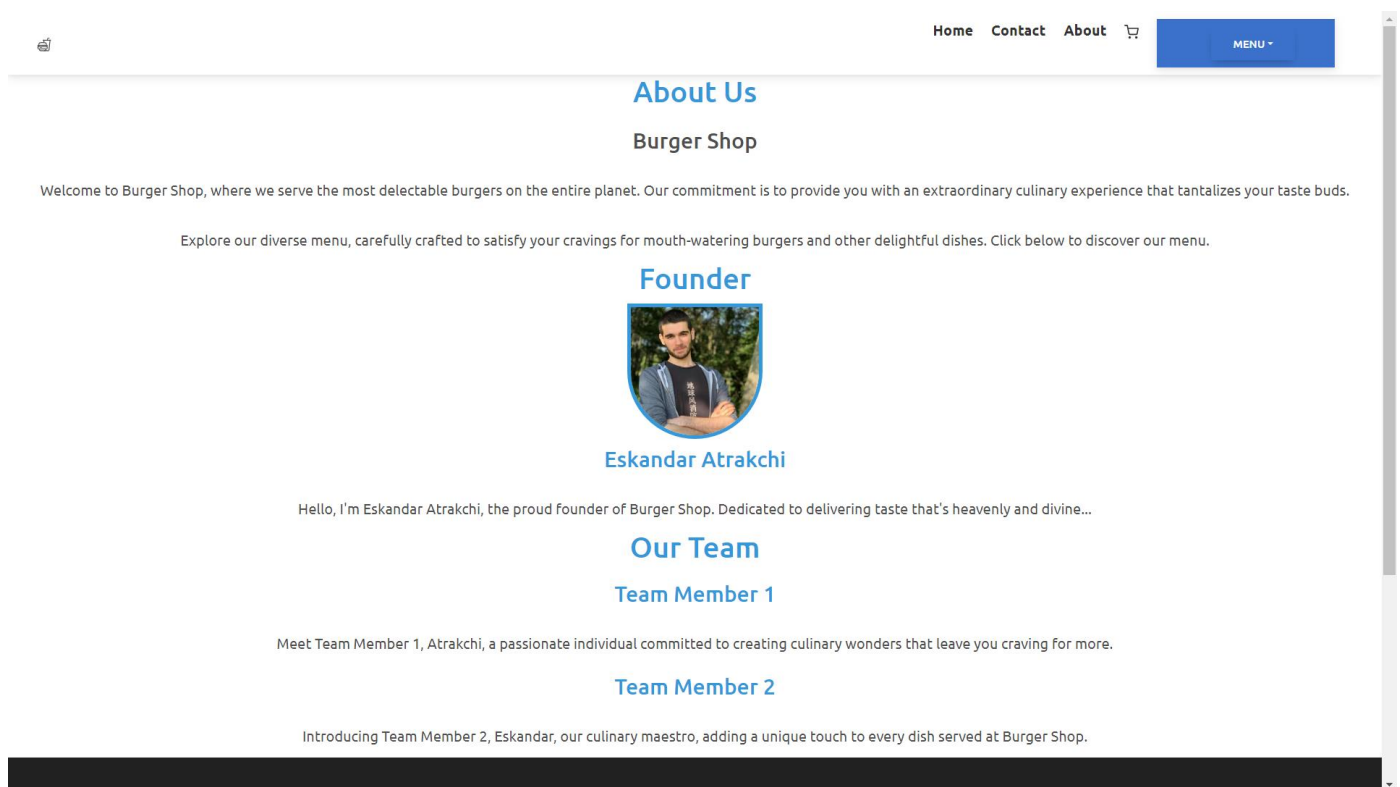 Home Contact About MENU
About Us
Burger Shop
Welcome to Burger Shop, where we serve the most delectable burgers on the entire planet. Our commitment is to provide you with an extraordinary culinary experience that tantalizes your taste buds.
Explore our diverse menu, carefully crafted to satisfy your cravings for mouth-watering burgers and other delightful dishes. Click below to discover our menu.
Founder
地球风
Eskandar Atrakchi
Hello, I'm Eskandar Atrakchi, the proud founder of Burger Shop. Dedicated to delivering taste that's heavenly and divine...
Our Team
Team Member 1
Meet Team Member 1, Atrakchi, a passionate individual committed to creating culinary wonders that leave you craving for more.
Team Member 2
Introducing Team Member 2, Eskandar, our culinary maestro, adding a unique touch to every dish served at Burger Shop.